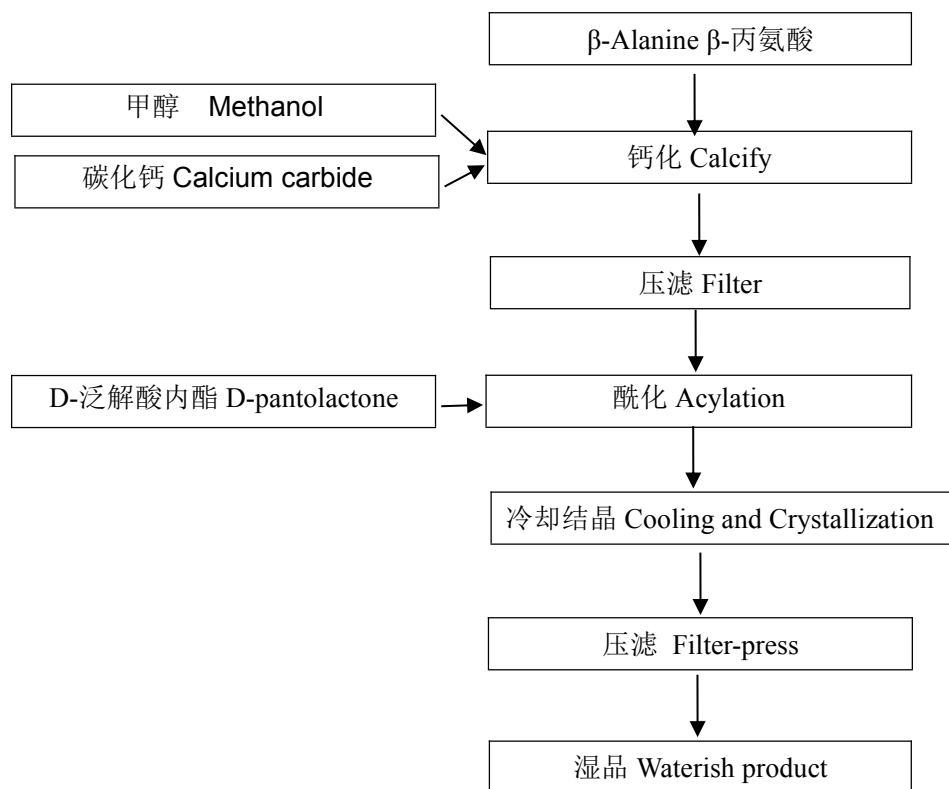 β-Alanine β-丙氨酸
甲醇 Methanol
钙化 Calcify
碳化钙 Calcium carbide
压滤 Filter
D-泛解酸内酯 D-pantolactone
酰化 Acylation
冷却结晶 Cooling and Crystallization
压滤 Filter-press
湿品 Waterish product